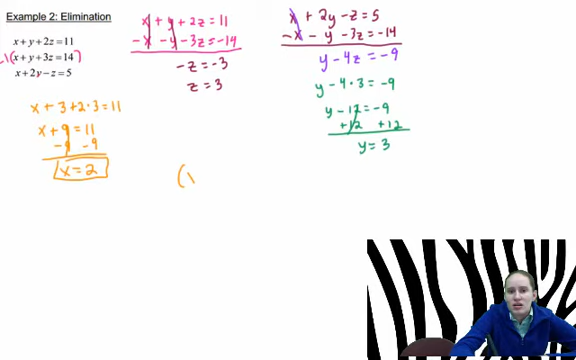 Example 2: Elimination
x + y + 2z = 11
-1(x + y + 3z = 14)
x + 2y - z = 5
x + y + 2z = 11
-x - y - 3z = -14
-z = -3
z = 3
x + 2y - z = 5
-x - y - 3z = -14
y - 4z = -9
y - 4 · 3 = -9
y - 12 = -9
+12 +12
y = 3
x + 3 + 2 · 3 = 11
x + 9 = 11
-9 -9
x = 2
(